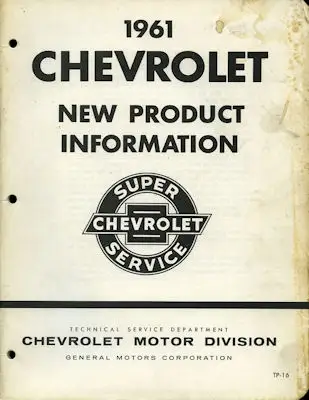 1961
CHEVROLET
NEW PRODUCT
INFORMATION
SUPER
CHEVROLET
SERVICE
TECHNICAL SERVICE DEPARTMENT
CHEVROLET MOTOR DIVISION
GENERAL MOTORS CORPORATION
TP-16